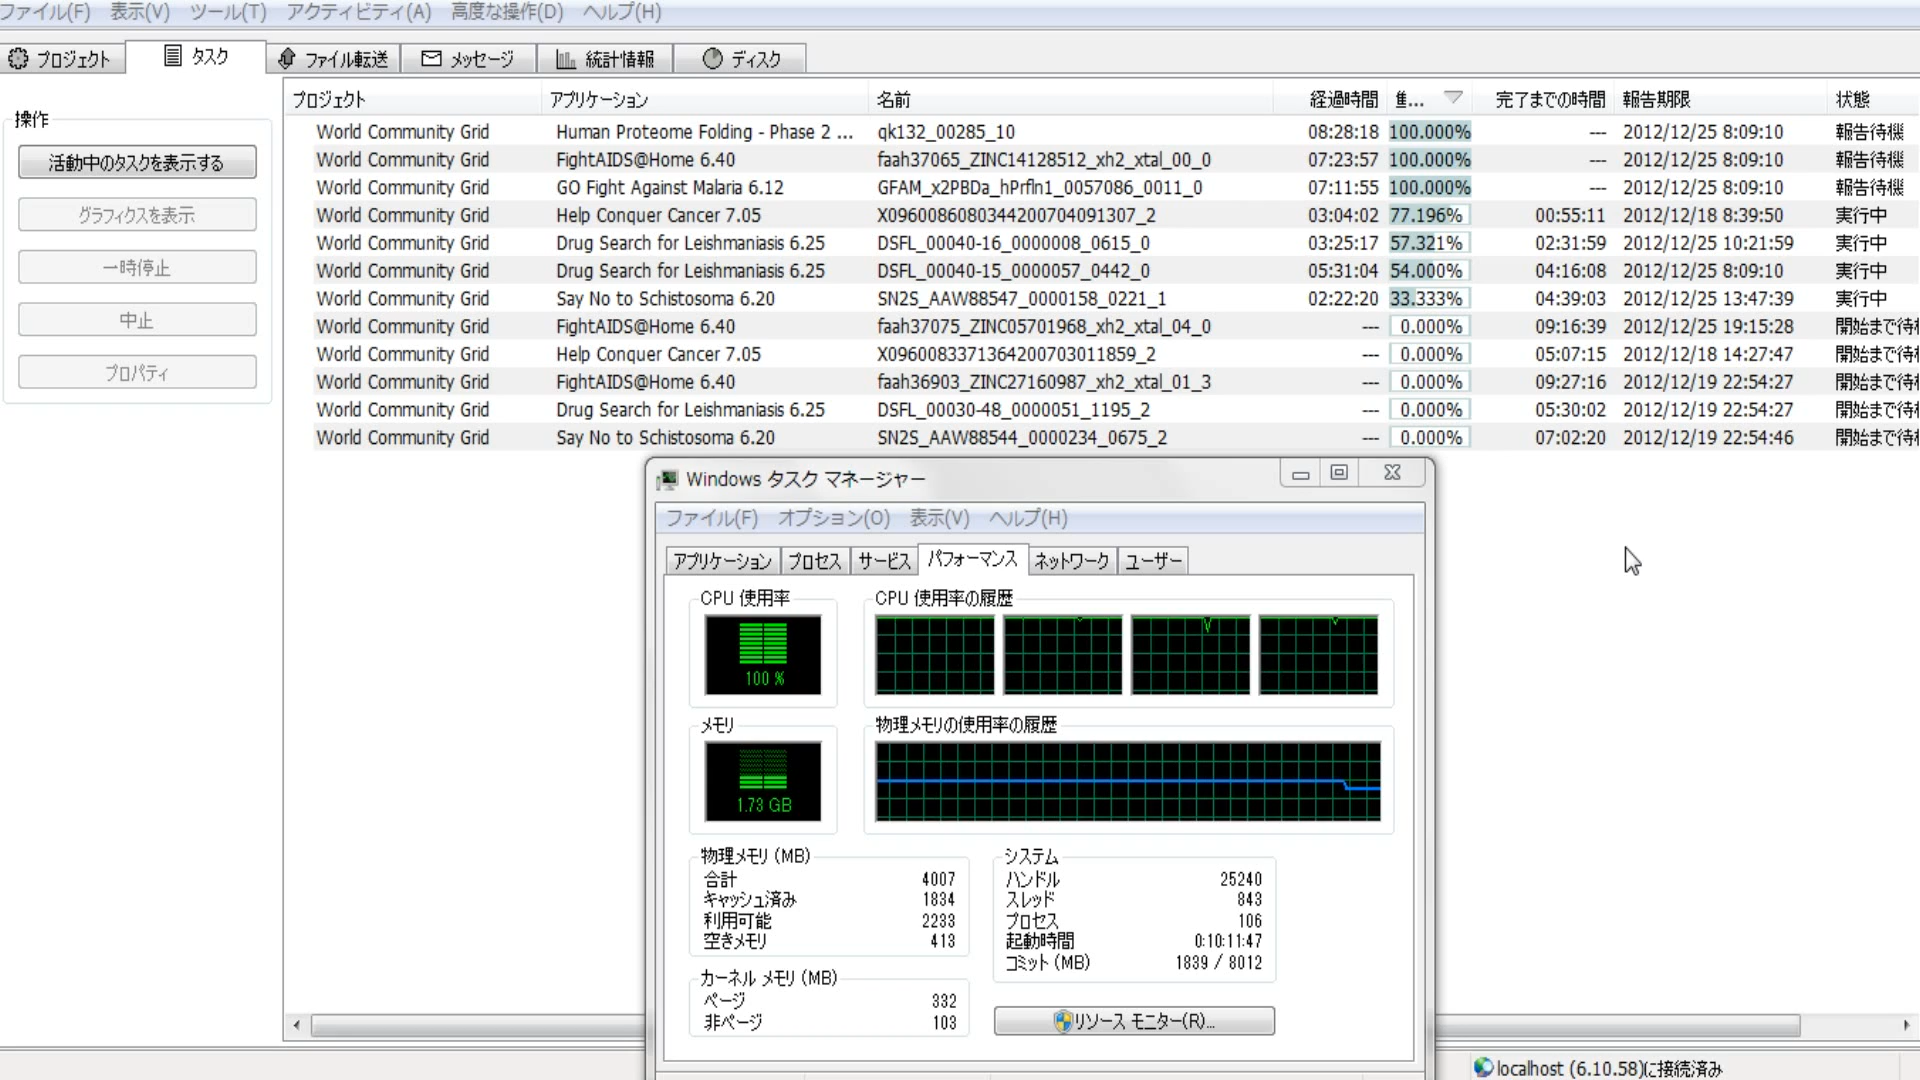 ファイル(F) 表示(V) ツール(T) アクティビティ(A) 高度な操作(D) ヘルプ(H)
プロジェクト タスク ファイル転送 メッセージ 統計情報 ディスク
操作
活動中のタスクを表示する
グラフィクスを表示
一時停止
中止
プロパティ
プロジェクト アプリケーション 名前 経過時間 進... 完了までの時間 報告期限 状態
World Community Grid Human Proteome Folding - Phase 2 ... qk132_00285_10 08:28:18 100.000% --- 2012/12/25 8:09:10 報告待機
World Community Grid FightAIDS@Home 6.40 faah37065_ZINC14128512_xh2_xtal_00_0 07:23:57 100.000% --- 2012/12/25 8:09:10 報告待機
World Community Grid GO Fight Against Malaria 6.12 GFAM_x2PBDa_hPrfln1_0057086_0011_0 07:11:55 100.000% --- 2012/12/25 8:09:10 報告待機
World Community Grid Help Conquer Cancer 7.05 X0960086080344200704091307_2 03:04:02 77.196% 00:55:11 2012/12/18 8:39:50 実行中
World Community Grid Drug Search for Leishmaniasis 6.25 DSFL_00040-16_0000008_0615_0 03:25:17 57.321% 02:31:59 2012/12/25 10:21:59 実行中
World Community Grid Drug Search for Leishmaniasis 6.25 DSFL_00040-15_0000057_0442_0 05:31:04 54.000% 04:16:08 2012/12/25 8:09:10 実行中
World Community Grid Say No to Schistosoma 6.20 SN2S_AAW88547_0000158_0221_1 02:22:20 33.333% 04:39:03 2012/12/25 13:47:39 実行中
World Community Grid FightAIDS@Home 6.40 faah37075_ZINC05701968_xh2_xtal_04_0 --- 0.000% 09:16:39 2012/12/25 19:15:28 開始まで待機
World Community Grid Help Conquer Cancer 7.05 X0960083371364200703011859_2 --- 0.000% 05:07:15 2012/12/18 14:27:47 開始まで待機
World Community Grid FightAIDS@Home 6.40 faah36903_ZINC27160987_xh2_xtal_01_3 --- 0.000% 09:27:16 2012/12/19 22:54:27 開始まで待機
World Community Grid Drug Search for Leishmaniasis 6.25 DSFL_00030-48_0000051_1195_2 --- 0.000% 05:30:02 2012/12/19 22:54:27 開始まで待機
World Community Grid Say No to Schistosoma 6.20 SN2S_AAW88544_0000234_0675_2 --- 0.000% 07:02:20 2012/12/19 22:54:46 開始まで待機
Windows タスク マネージャー
ファイル(F) オプション(O) 表示(V) ヘルプ(H)
アプリケーション プロセス サービス パフォーマンス ネットワーク ユーザー
CPU 使用率 CPU 使用率の履歴
100 %
メモリ 物理メモリの使用率の履歴
1.73 GB
物理メモリ (MB)
合計 4007
キャッシュ済み 1834
利用可能 2233
空きメモリ 413
カーネル メモリ (MB)
ページ 332
非ページ 103
システム
ハンドル 25240
スレッド 843
プロセス 106
起動時間 0:10:11:47
コミット (MB) 1839 / 8012
リソース モニター(R)...
localhost (6.10.58)に接続済み